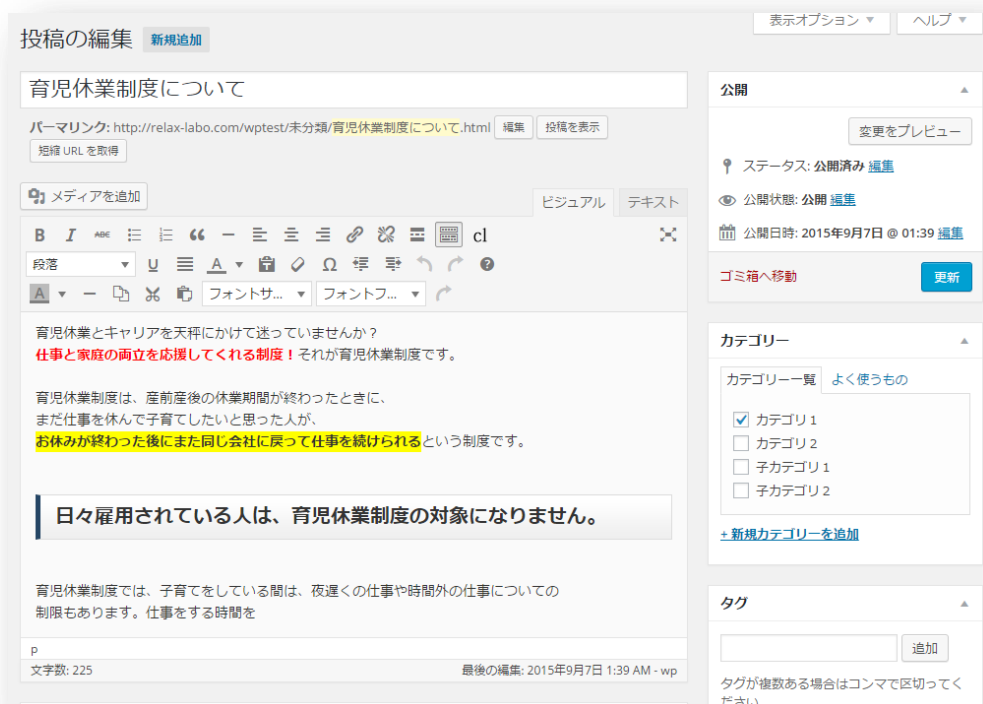 表示オプション ▼
ヘルプ ▼
投稿の編集 新規追加
育児休業制度について
パーマリンク: http://relax-labo.com/wptest/未分類/育児休業制度について.html 編集 投稿を表示
短縮 URL を取得
メディアを追加
ビジュアル テキスト
B I ABC cl
段落 U A Ω
A フォントサ... フォントフ...
育児休業とキャリアを天秤にかけて迷っていませんか？
仕事と家庭の両立を応援してくれる制度！それが育児休業制度です。
育児休業制度は、産前産後の休業期間が終わったときに、
まだ仕事を休んで子育てしたいと思った人が、
お休みが終わった後にまた同じ会社に戻って仕事を続けられるという制度です。
日々雇用されている人は、育児休業制度の対象になりません。
育児休業制度では、子育てをしている間は、夜遅くの仕事や時間外の仕事についての
制限もあります。仕事をする時間を
p
文字数: 225 最後の編集: 2015年9月7日 1:39 AM - wp
公開
変更をプレビュー
ステータス: 公開済み 編集
公開状態: 公開 編集
公開日時: 2015年9月7日 @ 01:39 編集
ゴミ箱へ移動 更新
カテゴリー
カテゴリー一覧 よく使うもの
カテゴリ1
カテゴリ2
子カテゴリ1
子カテゴリ2
+ 新規カテゴリーを追加
タグ
追加
タグが複数ある場合はコンマで区切ってく
ださい